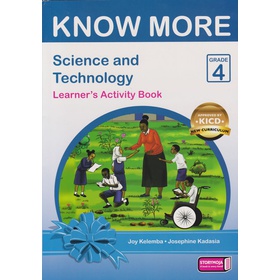 KNOW MORE
Science and
Technology
Learner's Activity Book
GRADE
4
APPROVED BY
•KICD•
NEW CURRICULUM
Joy Kelemba • Josephine Kadasia
STORYMOJA